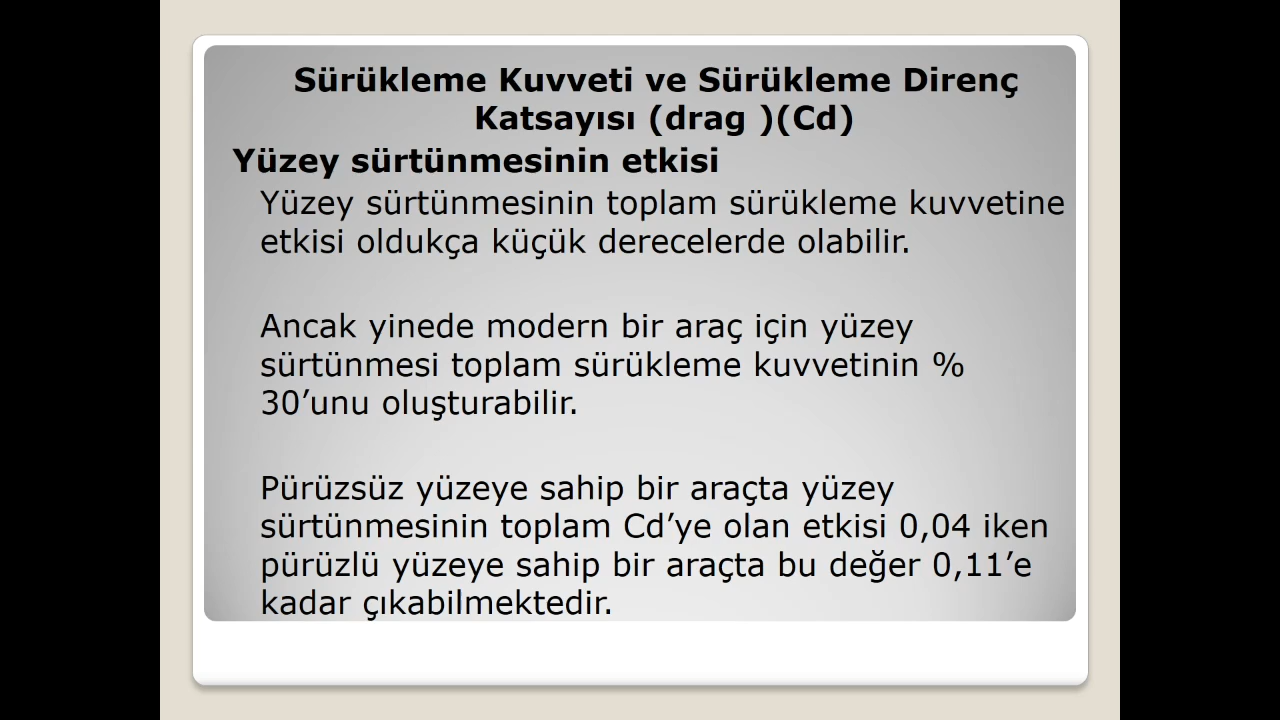 Sürükleme Kuvveti ve Sürükleme Direnç
Katsayısı (drag )(Cd)
Yüzey sürtünmesinin etkisi
Yüzey sürtünmesinin toplam sürükleme kuvvetine
etkisi oldukça küçük derecelerde olabilir.
Ancak yinede modern bir araç için yüzey
sürtünmesi toplam sürükleme kuvvetinin %
30’unu oluşturabilir.
Pürüzsüz yüzeye sahip bir araçta yüzey
sürtünmesinin toplam Cd’ye olan etkisi 0,04 iken
pürüzlü yüzeye sahip bir araçta bu değer 0,11’e
kadar çıkabilmektedir.